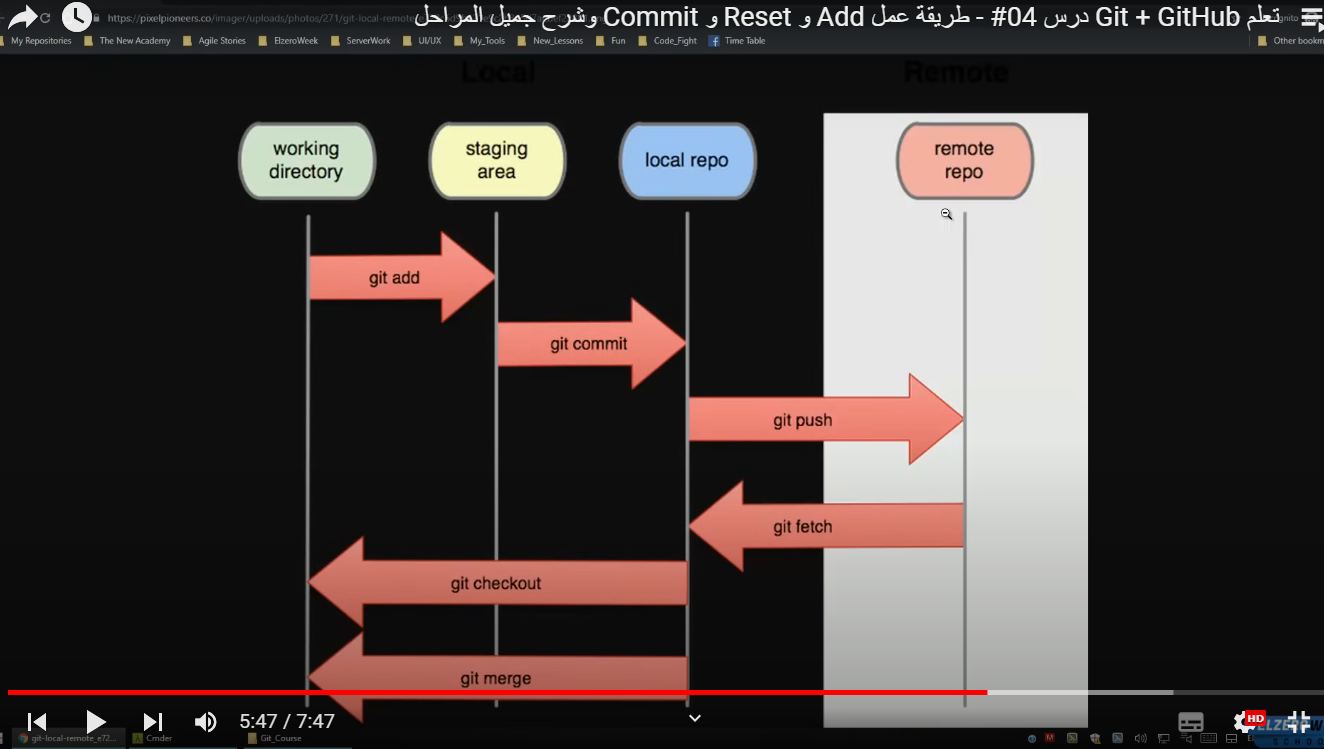 تعلم Git + GitHub درس 04# - طريقة عمل Add و Reset و Commit و شرح جميل المراحل
https://pixelpioneers.co/imager/uploads/photos/271/git-local-remote
My Repositories The New Academy Agile Stories ElzeroWeek ServerWork UI/UX My_Tools New_Lessons Fun Code_Fight Time Table Other bookm
Local Remote
working
directory
staging
area
local repo
remote
repo
git add
git commit
git push
git fetch
git checkout
git merge
5:47 / 7:47
HD
git-local-remote_e72... Cmder Git_Course
ELZERO W